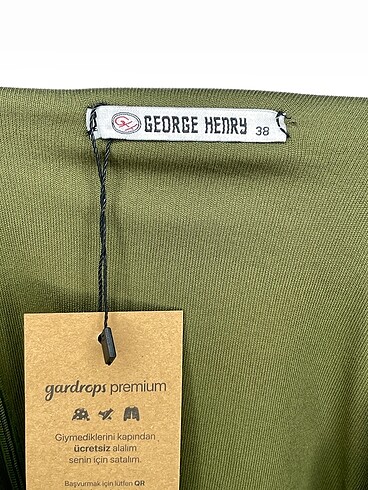 GEORGE HENRY 38
gardrops premium
Giymediklerini kapından
ücretsiz alalım
senin için satalım.
Başvurmak için lütfen QR